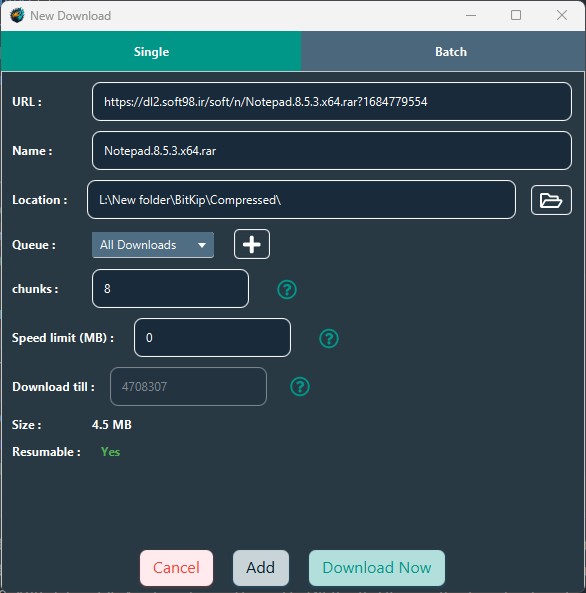 New Download
Single Batch
URL : https://dl2.soft98.ir/soft/n/Notepad.8.5.3.x64.rar?1684779554
Name : Notepad.8.5.3.x64.rar
Location : L:\New folder\BitKip\Compressed\
Queue : All Downloads
chunks : 8
Speed limit (MB) : 0
Download till : 4708307
Size : 4.5 MB
Resumable : Yes
Cancel Add Download Now